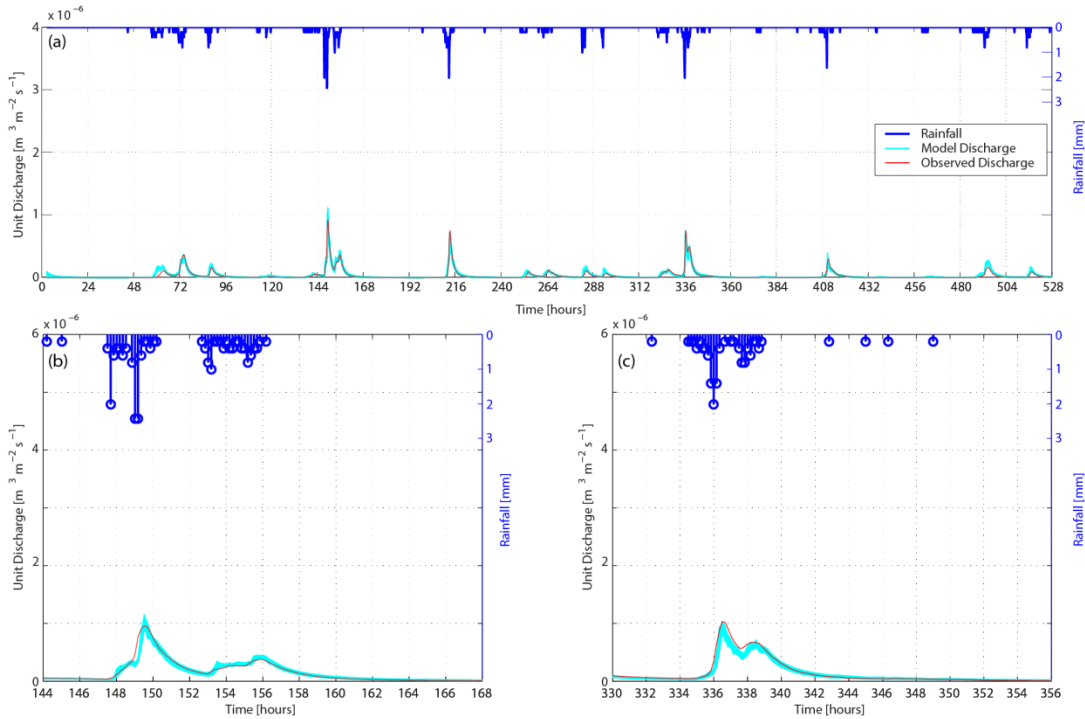 x 10⁻⁶
(a)
4
3
2
1
0
Unit Discharge [m³ m⁻² s⁻¹]
0 24 48 72 96 120 144 168 192 216 240 264 288 312 336 360 384 408 432 456 480 504 528
Time [hours]
0
1
2
3
Rainfall [mm]
Rainfall
Model Discharge
Observed Discharge
x 10⁻⁶
(b)
6
4
2
0
Unit Discharge [m³ m⁻² s⁻¹]
144 146 148 150 152 154 156 158 160 162 164 166 168
Time [hours]
0
1
2
3
Rainfall [mm]
x 10⁻⁶
(c)
6
4
2
0
Unit Discharge [m³ m⁻² s⁻¹]
330 332 334 336 338 340 342 344 346 348 350 352 354 356
Time [hours]
0
1
2
3
Rainfall [mm]